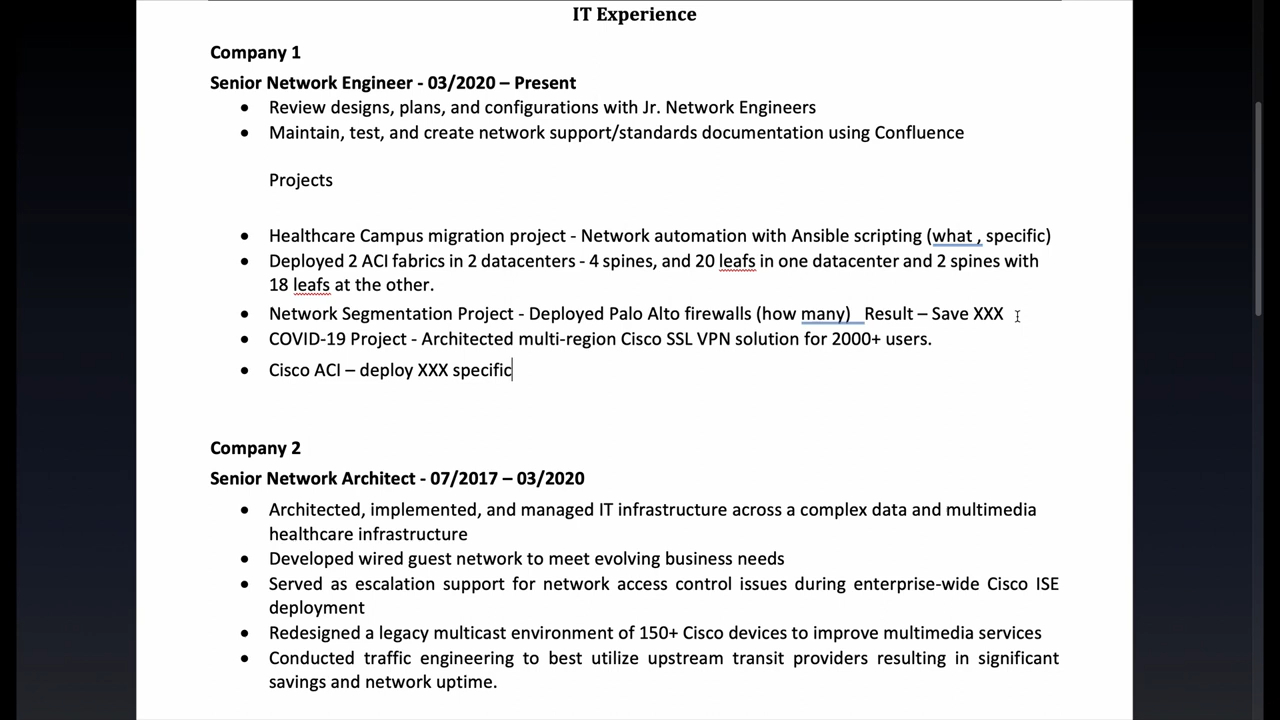 IT Experience
Company 1
Senior Network Engineer - 03/2020 – Present
• Review designs, plans, and configurations with Jr. Network Engineers
• Maintain, test, and create network support/standards documentation using Confluence
Projects
• Healthcare Campus migration project - Network automation with Ansible scripting (what , specific)
• Deployed 2 ACI fabrics in 2 datacenters - 4 spines, and 20 leafs in one datacenter and 2 spines with
18 leafs at the other.
• Network Segmentation Project - Deployed Palo Alto firewalls (how many)   Result – Save XXX
• COVID-19 Project - Architected multi-region Cisco SSL VPN solution for 2000+ users.
• Cisco ACI – deploy XXX specific
Company 2
Senior Network Architect - 07/2017 – 03/2020
• Architected, implemented, and managed IT infrastructure across a complex data and multimedia
healthcare infrastructure
• Developed wired guest network to meet evolving business needs
• Served as escalation support for network access control issues during enterprise-wide Cisco ISE
deployment
• Redesigned a legacy multicast environment of 150+ Cisco devices to improve multimedia services
• Conducted traffic engineering to best utilize upstream transit providers resulting in significant
savings and network uptime.